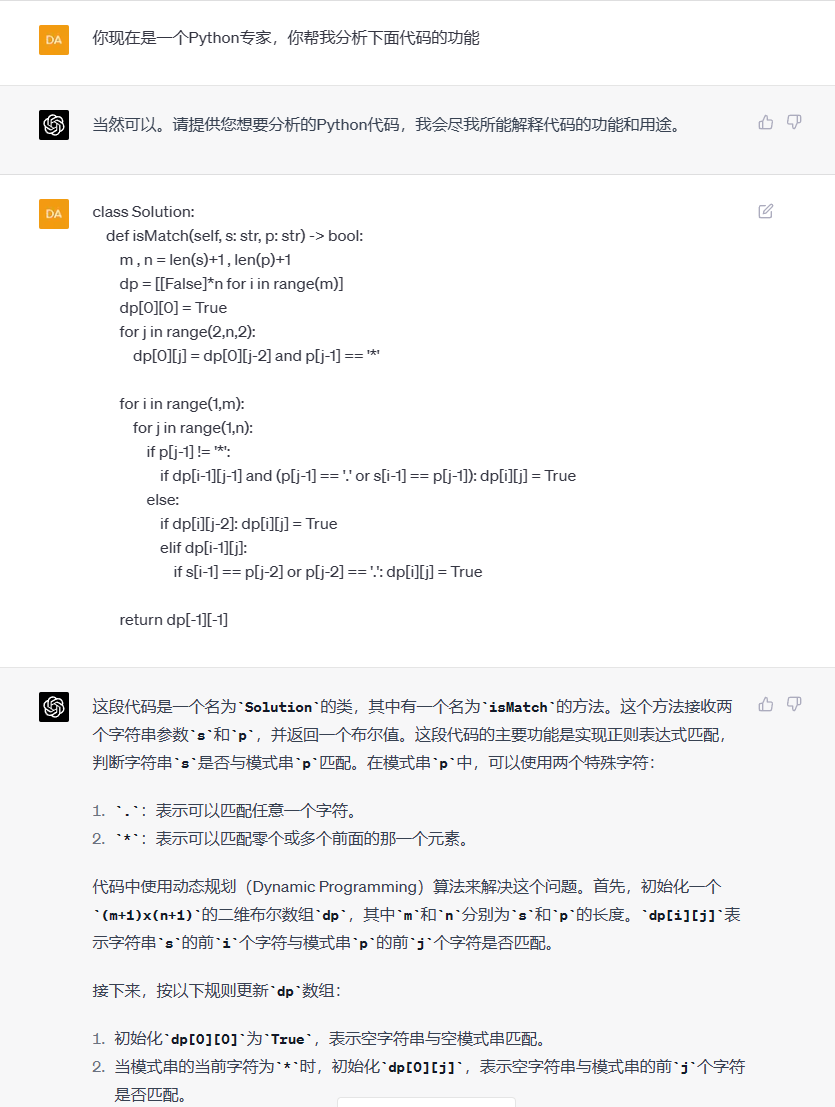 DA
你现在是一个Python专家，你帮我分析下面代码的功能
当然可以。请提供您想要分析的Python代码，我会尽我所能解释代码的功能和用途。
DA
class Solution:
def isMatch(self, s: str, p: str) -> bool:
m , n = len(s)+1 , len(p)+1
dp = [[False]*n for i in range(m)]
dp[0][0] = True
for j in range(2,n,2):
dp[0][j] = dp[0][j-2] and p[j-1] == '*'
for i in range(1,m):
for j in range(1,n):
if p[j-1] != '*':
if dp[i-1][j-1] and (p[j-1] == '.' or s[i-1] == p[j-1]): dp[i][j] = True
else:
if dp[i][j-2]: dp[i][j] = True
elif dp[i-1][j]:
if s[i-1] == p[j-2] or p[j-2] == '.': dp[i][j] = True
return dp[-1][-1]
这段代码是一个名为`Solution`的类，其中有一个名为`isMatch`的方法。这个方法接收两
个字符串参数`s`和`p`，并返回一个布尔值。这段代码的主要功能是实现正则表达式匹配，
判断字符串`s`是否与模式串`p`匹配。在模式串`p`中，可以使用两个特殊字符：
1. `.`：表示可以匹配任意一个字符。
2. `*`：表示可以匹配零个或多个前面的那一个元素。
代码中使用动态规划（Dynamic Programming）算法来解决这个问题。首先，初始化一个
`(m+1)x(n+1)`的二维布尔数组`dp`，其中`m`和`n`分别为`s`和`p`的长度。`dp[i][j]`表
示字符串`s`的前`i`个字符与模式串`p`的前`j`个字符是否匹配。
接下来，按以下规则更新`dp`数组：
1. 初始化`dp[0][0]`为`True`，表示空字符串与空模式串匹配。
2. 当模式串的当前字符为`*`时，初始化`dp[0][j]`，表示空字符串与模式串的前`j`个字符
是否匹配。